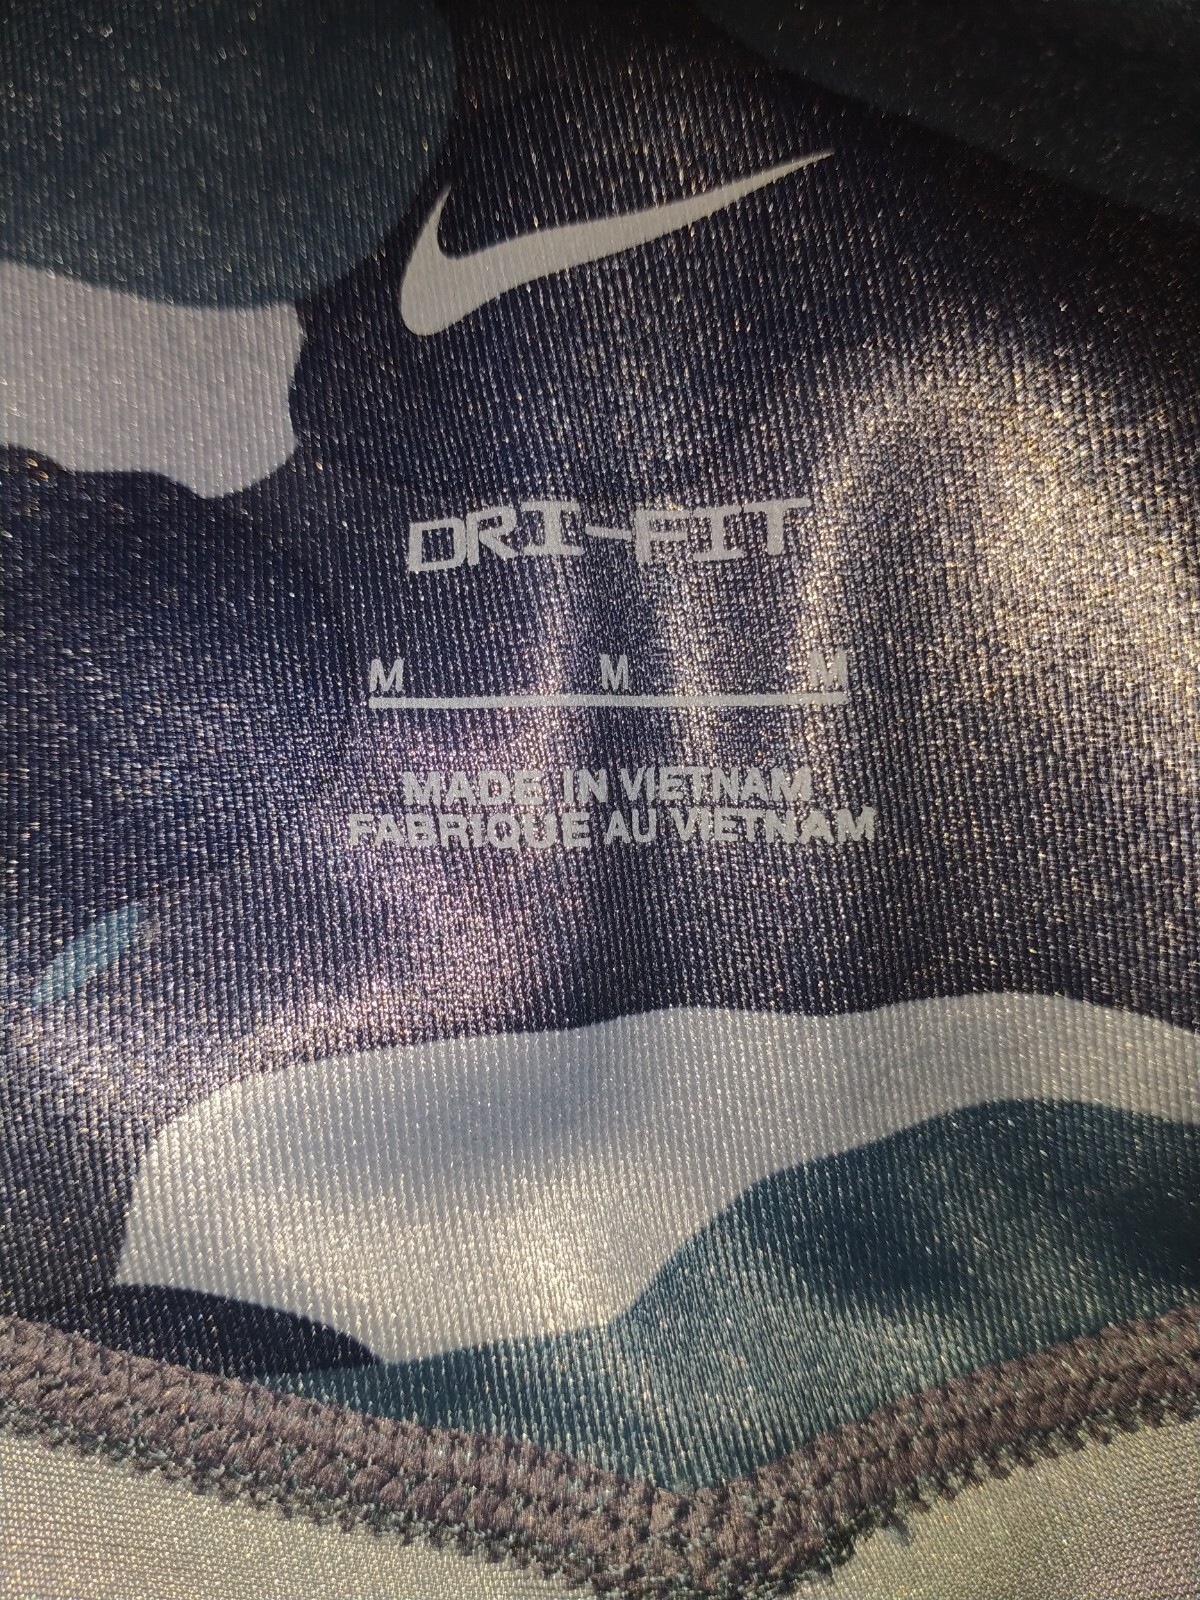 DRI-FIT
M M M
MADE IN VIETNAM
FABRIQUE AU VIETNAM